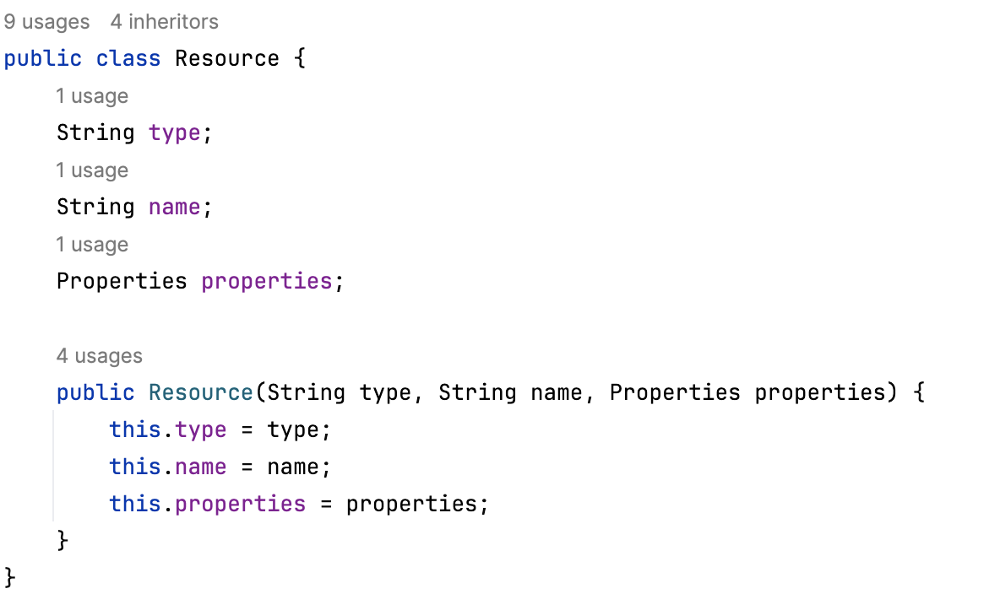 9 usages   4 inheritors
public class Resource {
    1 usage
    String type;
    1 usage
    String name;
    1 usage
    Properties properties;

    4 usages
    public Resource(String type, String name, Properties properties) {
        this.type = type;
        this.name = name;
        this.properties = properties;
    }
}